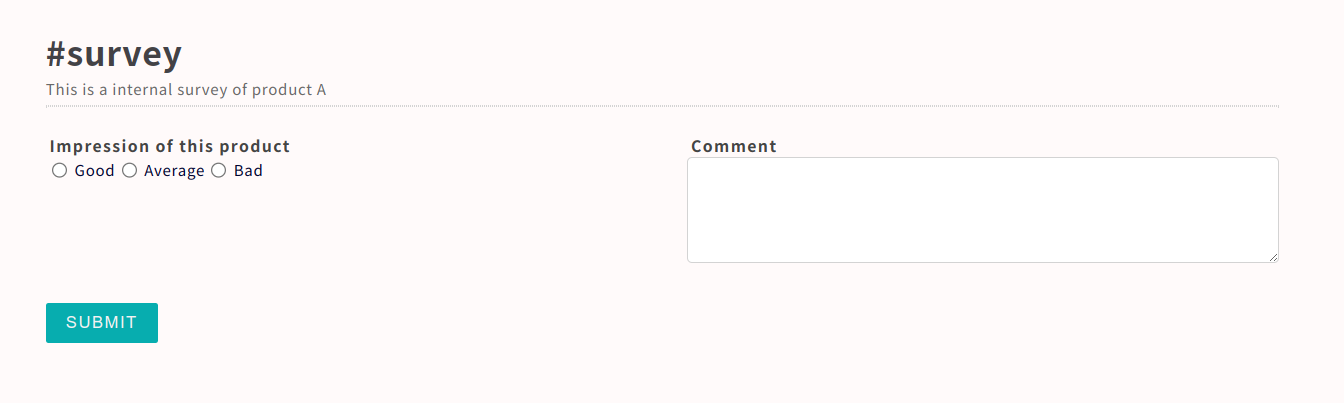 #survey
This is a internal survey of product A
Impression of this product
Good Average Bad
Comment
SUBMIT